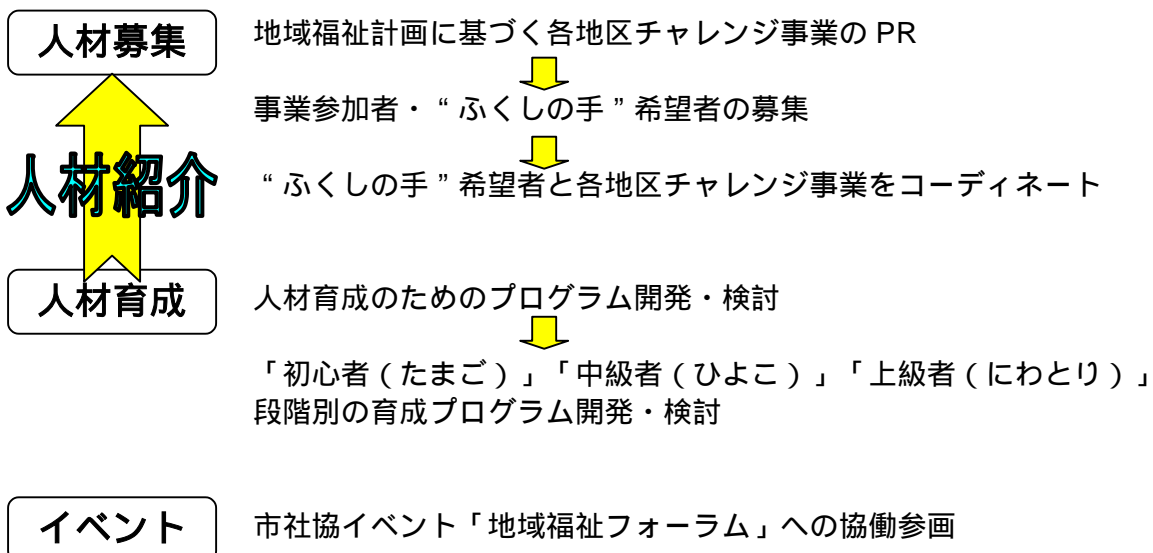 人材募集
地域福祉計画に基づく各地区チャレンジ事業の PR
事業参加者・“ふくしの手”希望者の募集
人材紹介
“ふくしの手”希望者と各地区チャレンジ事業をコーディネート
人材育成
人材育成のためのプログラム開発・検討
「初心者（たまご）」「中級者（ひよこ）」「上級者（にわとり）」
段階別の育成プログラム開発・検討
イベント
市社協イベント「地域福祉フォーラム」への協働参画